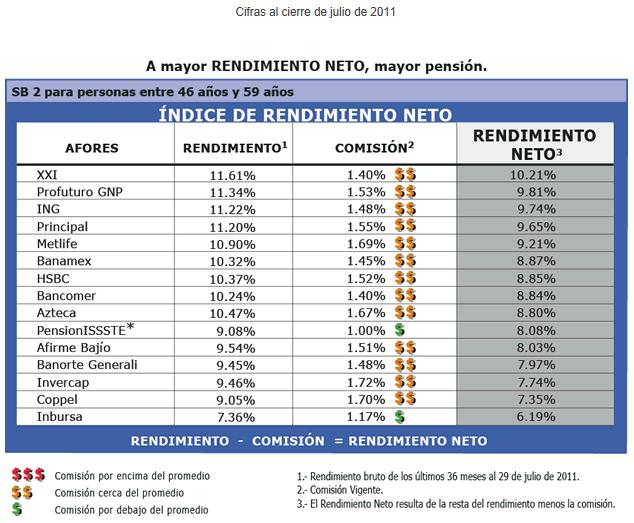 Cifras al cierre de julio de 2011
A mayor RENDIMIENTO NETO, mayor pensión.
SB 2 para personas entre 46 años y 59 años
ÍNDICE DE RENDIMIENTO NETO
AFORES RENDIMIENTO1 COMISIÓN2 RENDIMIENTO NETO3
XXI 11.61% 1.40% $$ 10.21%
Profuturo GNP 11.34% 1.53% $$ 9.81%
ING 11.22% 1.48% $$ 9.74%
Principal 11.20% 1.55% $$ 9.65%
Metlife 10.90% 1.69% $$ 9.21%
Banamex 10.32% 1.45% $$ 8.87%
HSBC 10.37% 1.52% $$ 8.85%
Bancomer 10.24% 1.40% $$ 8.84%
Azteca 10.47% 1.67% $$ 8.80%
PensionISSSTE* 9.08% 1.00% $ 8.08%
Afirme Bajío 9.54% 1.51% $$ 8.03%
Banorte Generali 9.45% 1.48% $$ 7.97%
Invercap 9.46% 1.72% $$ 7.74%
Coppel 9.05% 1.70% $$ 7.35%
Inbursa 7.36% 1.17% $ 6.19%
RENDIMIENTO - COMISIÓN = RENDIMIENTO NETO
$$$ Comisión por encima del promedio
$$ Comisión cerca del promedio
$ Comisión por debajo del promedio
1.- Rendimiento bruto de los últimos 36 meses al 29 de julio de 2011.
2.- Comisión Vigente.
3.- El Rendimiento Neto resulta de la resta del rendimiento menos la comisión.